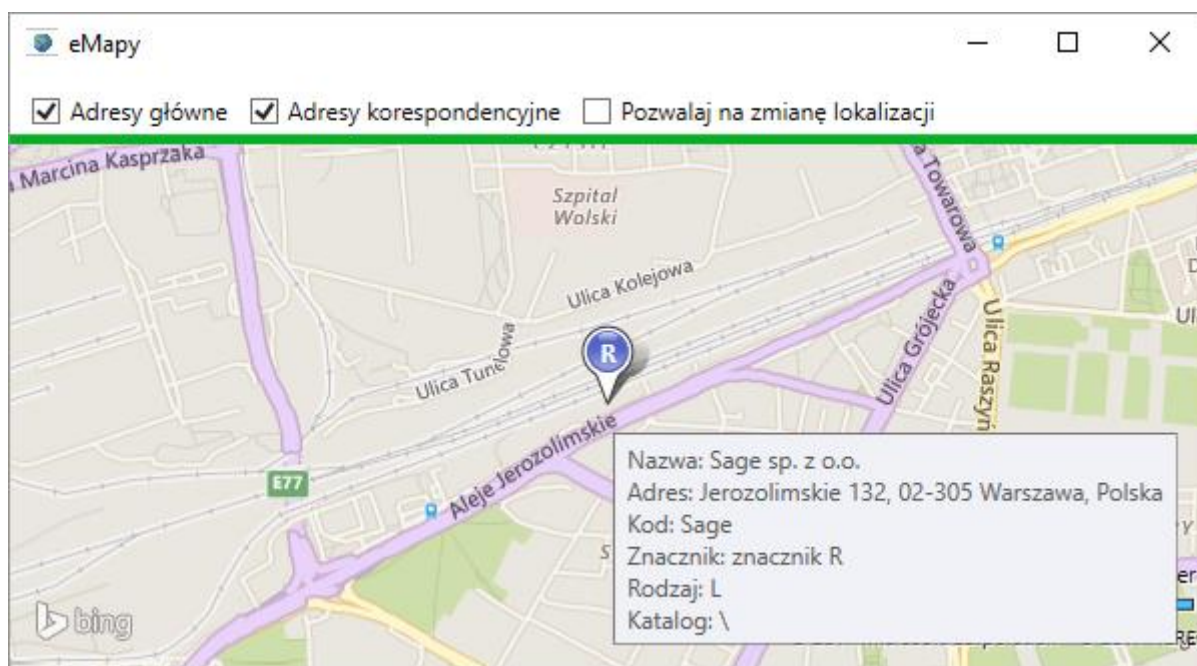 eMapy
Adresy główne Adresy korespondencyjne Pozwalaj na zmianę lokalizacji
Marcina Kasprzaka
Towarowa
Szpital
Wolski
Ulica Kolejowa
R
Ulica Tunelowa
Ulica Grójecka
Aleje Jerozolimskie
E77
Nazwa: Sage sp. z o.o.
Adres: Jerozolimskie 132, 02-305 Warszawa, Polska
Kod: Sage
Znacznik: znacznik R
Rodzaj: L
Katalog: \
bing